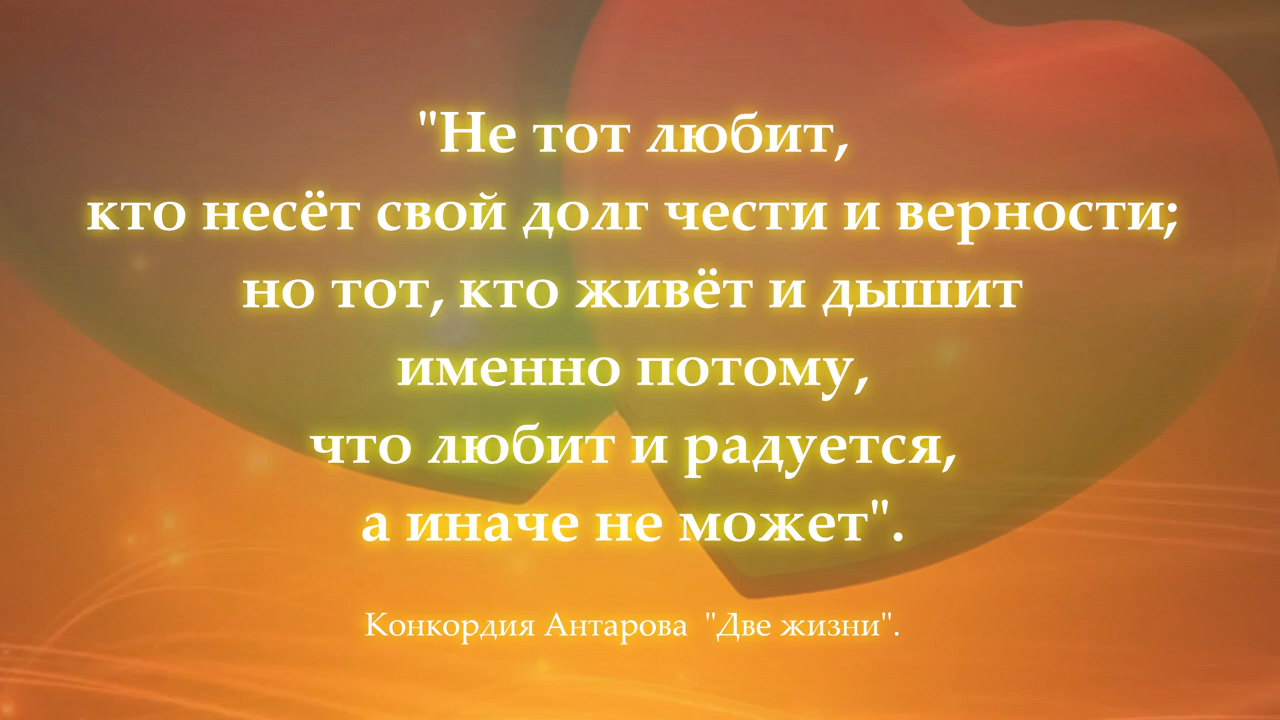 "Не тот любит,
кто несёт свой долг чести и верности;
но тот, кто живёт и дышит
именно потому,
что любит и радуется,
а иначе не может".
Конкордия Антарова "Две жизни".